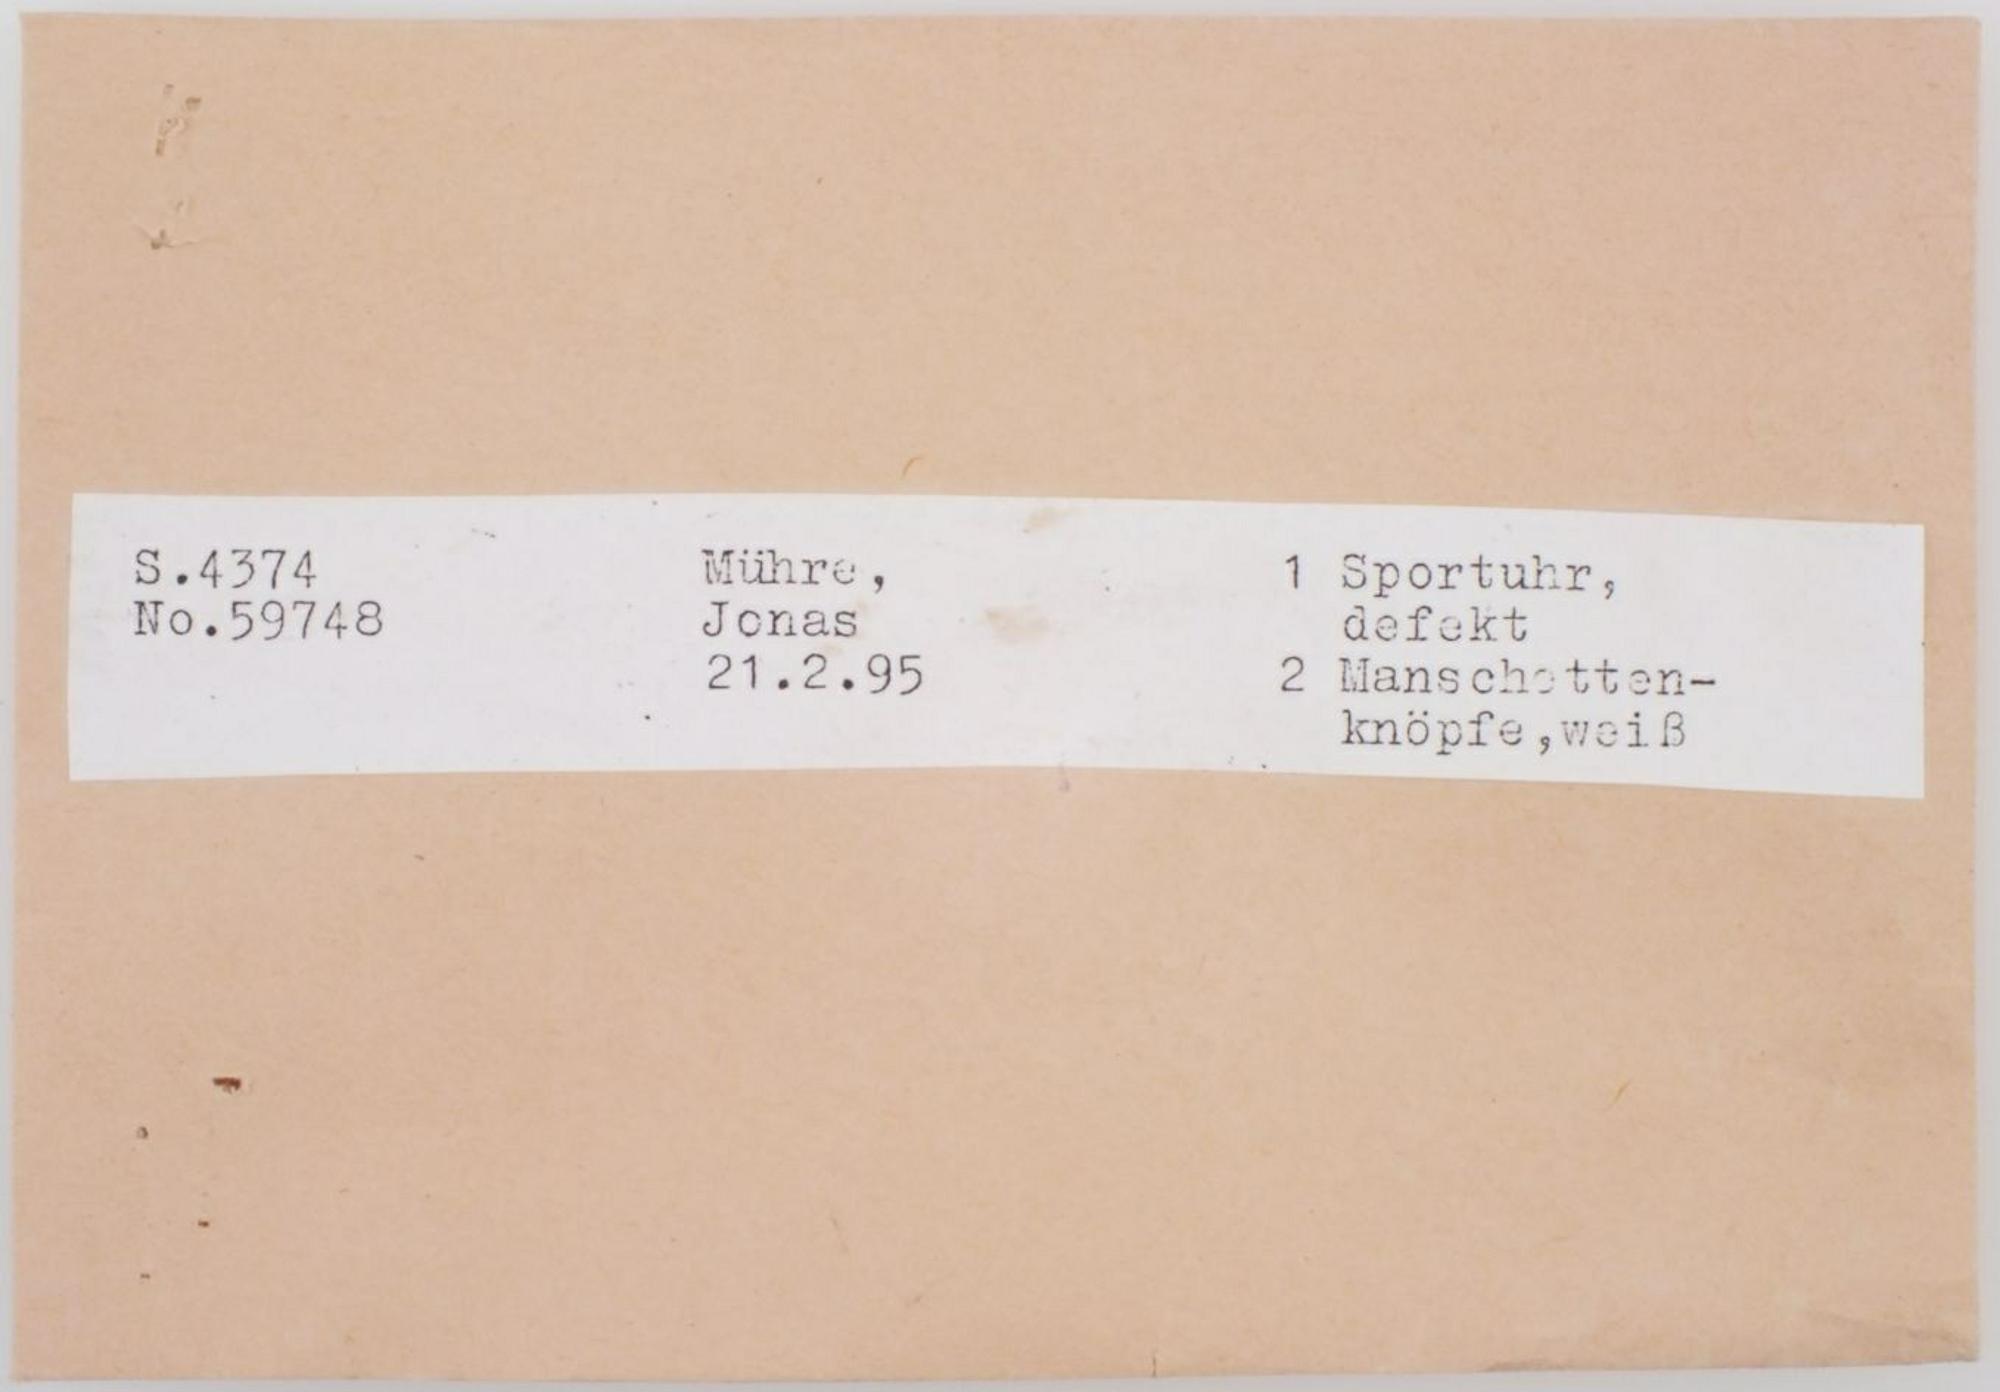 S.4374
No.59748
Mühre,
Jonas
21.2.95
1 Sportuhr,
defekt
2 Manschetten-
knöpfe,weiß